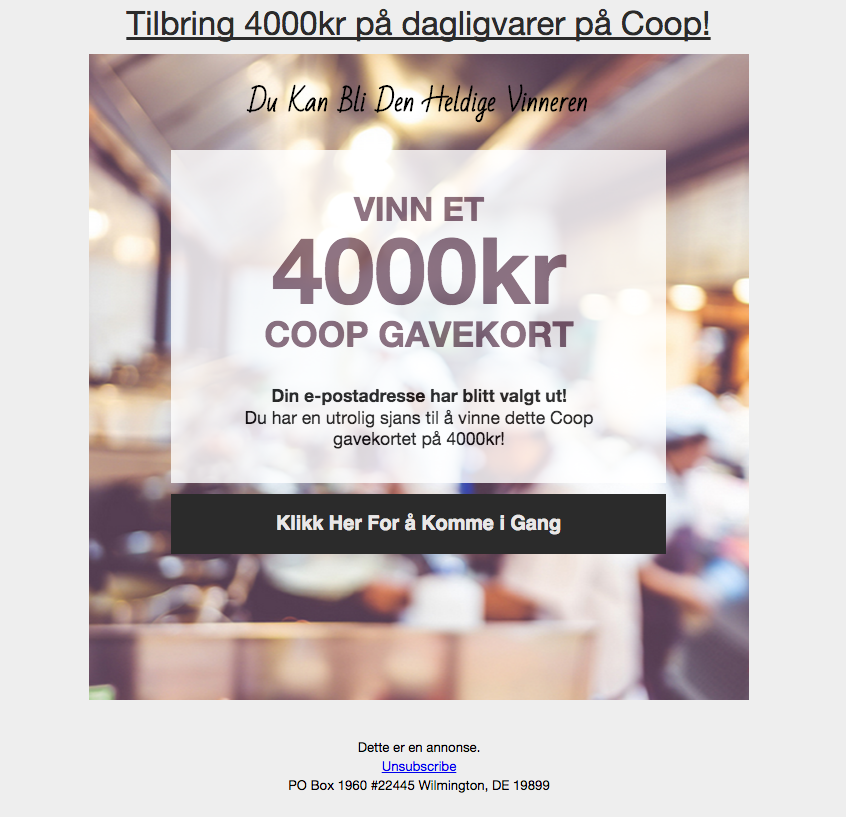 Tilbring 4000kr på dagligvarer på Coop!
Du Kan Bli Den Heldige Vinneren
VINN ET
4000kr
COOP GAVEKORT
Din e-postadresse har blitt valgt ut!
Du har en utrolig sjans til å vinne dette Coop
gavekortet på 4000kr!
Klikk Her For å Komme i Gang
Dette er en annonse.
Unsubscribe
PO Box 1960 #22445 Wilmington, DE 19899